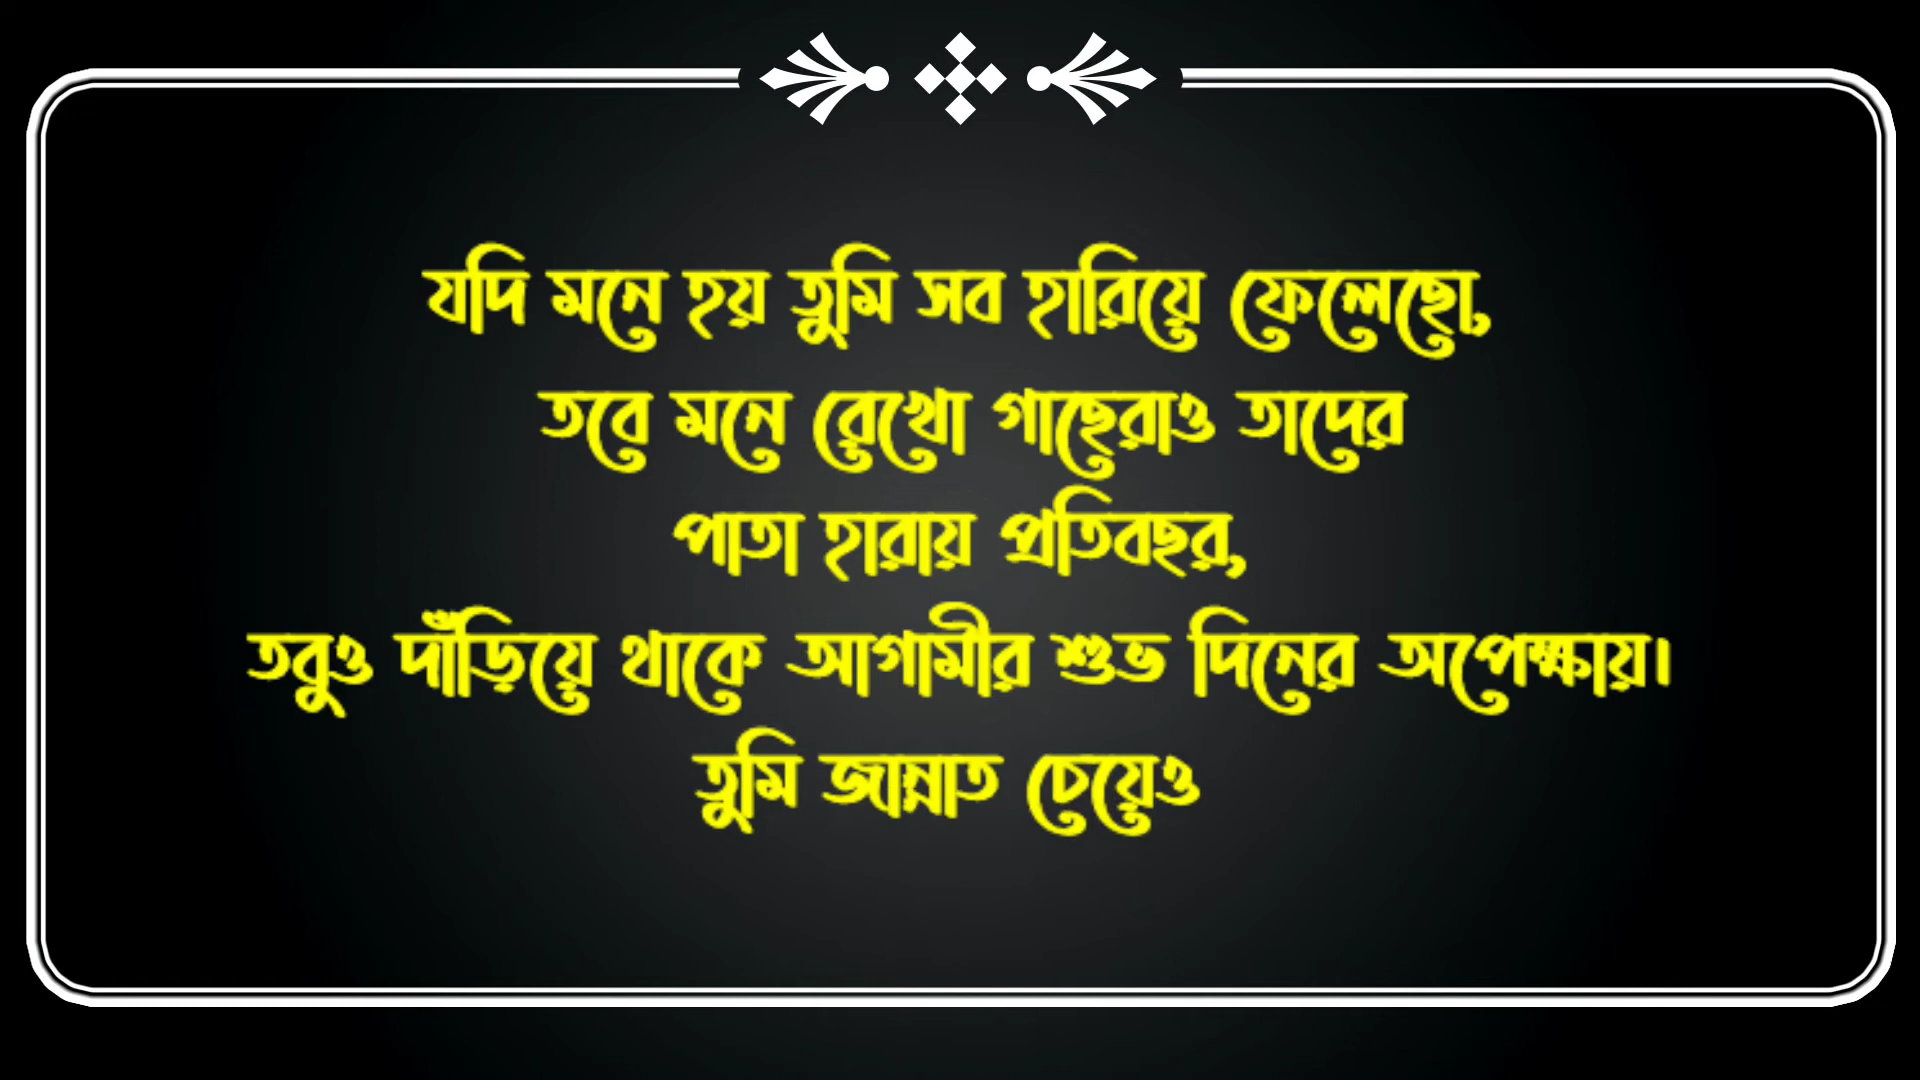 যদি মনে হয় তুমি সব হারিয়ে ফেলেছো,
তবে মনে রেখো গাছেরাও তাদের
পাতা হারায় প্রতিবছর,
তবুও দাঁড়িয়ে থাকে আগামীর শুভ দিনের অপেক্ষায়।
তুমি জান্নাত চেয়েও